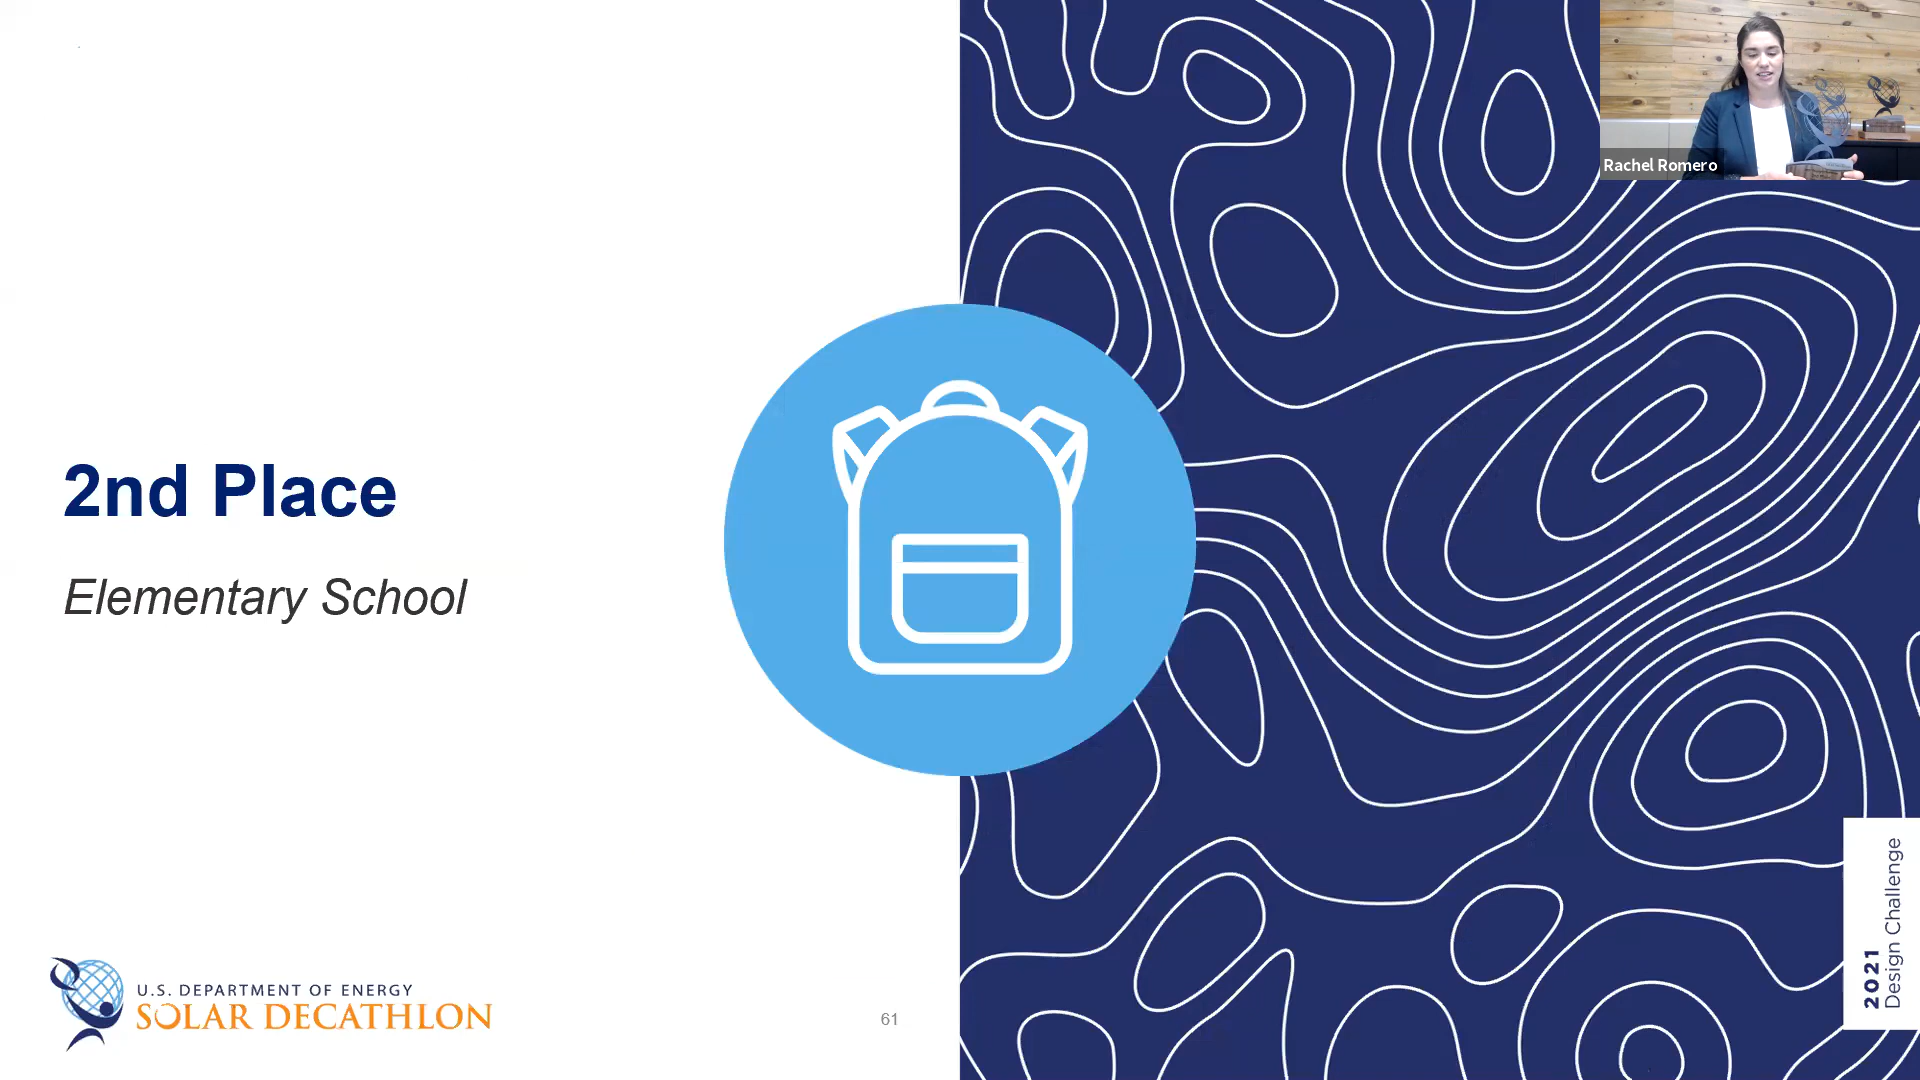 Rachel Romero
2nd Place
Elementary School
U.S. DEPARTMENT OF ENERGY
SOLAR DECATHLON
61
2021
Design Challenge